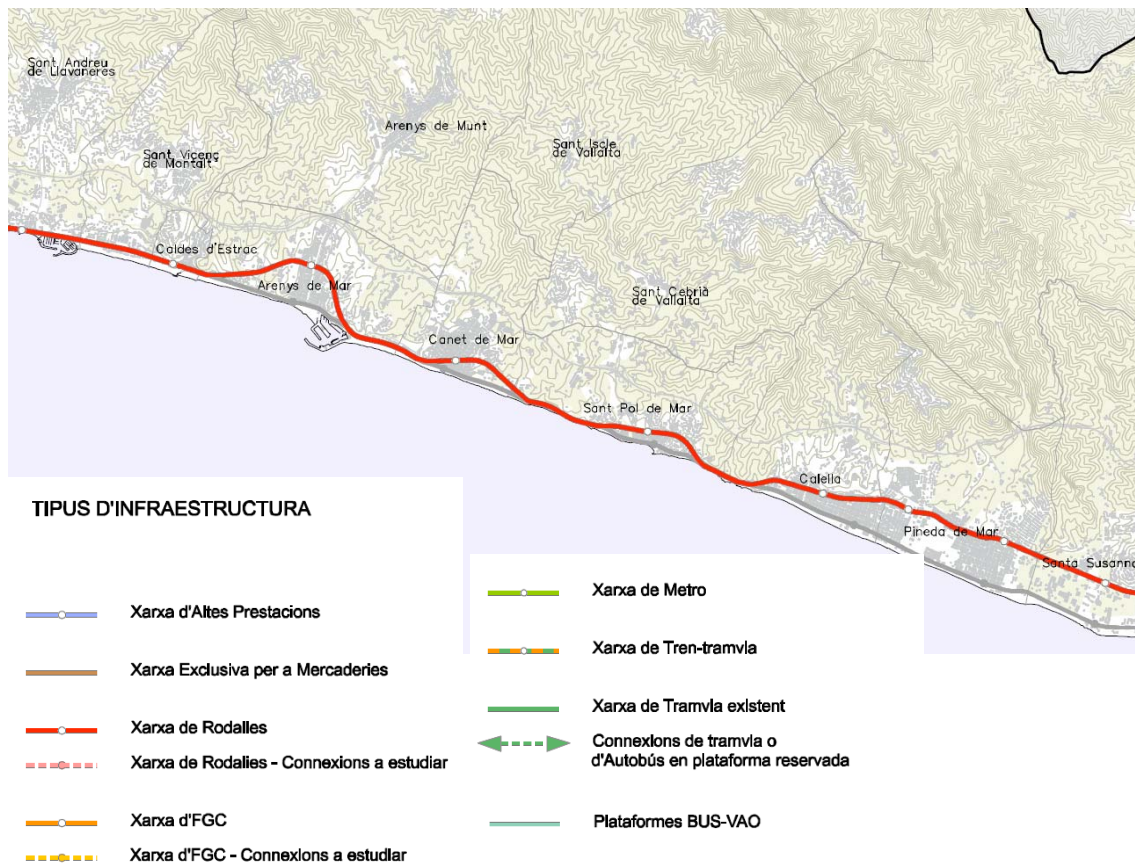 Sant Andreu
de Llavaneres
Arenys de Munt
Sant Iscle
de Vallalta
Sant Vicenç
de Montalt
Caldes d'Estrac
Arenys de Mar
Sant Cebrià
de Vallalta
Canet de Mar
Sant Pol de Mar
Calella
Pineda de Mar
Santa Susanna
TIPUS D'INFRAESTRUCTURA
Xarxa d'Altes Prestacions
Xarxa Exclusiva per a Mercaderies
Xarxa de Rodalies
Xarxa de Rodalies - Connexions a estudiar
Xarxa d'FGC
Xarxa d'FGC - Connexions a estudiar
Xarxa de Metro
Xarxa de Tren-tramvia
Xarxa de Tramvia existent
Connexions de tramvia o
d'Autobús en plataforma reservada
Plataformes BUS-VAO